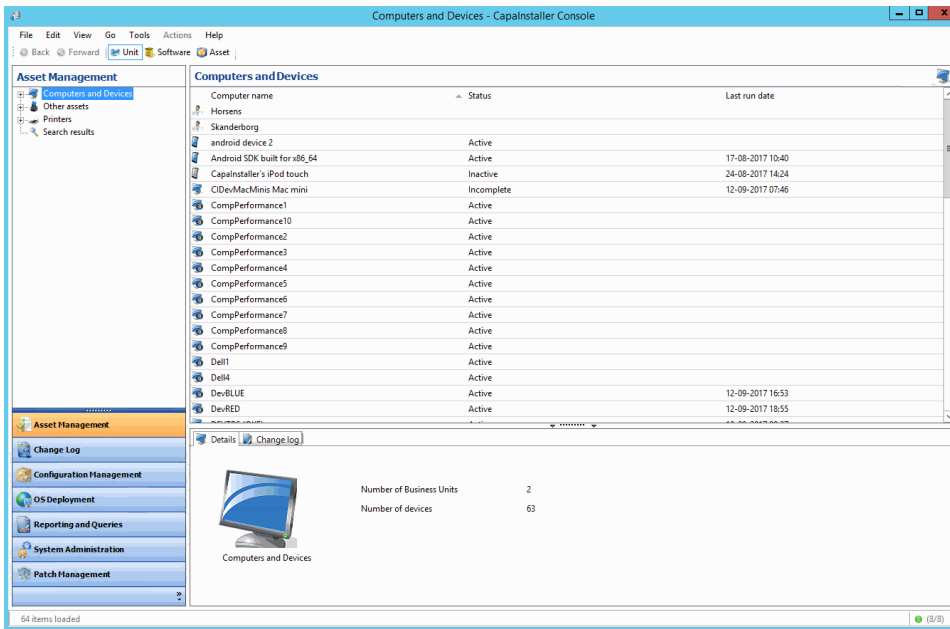 Computers and Devices - CapaInstaller Console
File Edit View Go Tools Actions Help
Back Forward Unit Software Asset
Asset Management
Computers and Devices
Other assets
Printers
Search results
Computers and Devices
Computer name Status Last run date
Horsens
Skanderborg
android device 2 Active
Android SDK built for x86_64 Active 17-08-2017 10:40
CapaInstaller's iPod touch Inactive 24-08-2017 14:24
CIDevMacMinis Mac mini Incomplete 12-09-2017 07:46
CompPerformance1 Active
CompPerformance10 Active
CompPerformance2 Active
CompPerformance3 Active
CompPerformance4 Active
CompPerformance5 Active
CompPerformance6 Active
CompPerformance7 Active
CompPerformance8 Active
CompPerformance9 Active
Dell1 Active
Dell4 Active
DevBLUE Active 12-09-2017 16:53
DevRED Active 12-09-2017 18:55
Asset Management
Change Log
Configuration Management
OS Deployment
Reporting and Queries
System Administration
Patch Management
Details Change log
Number of Business Units 2
Number of devices 63
Computers and Devices
64 items loaded
(8/8)